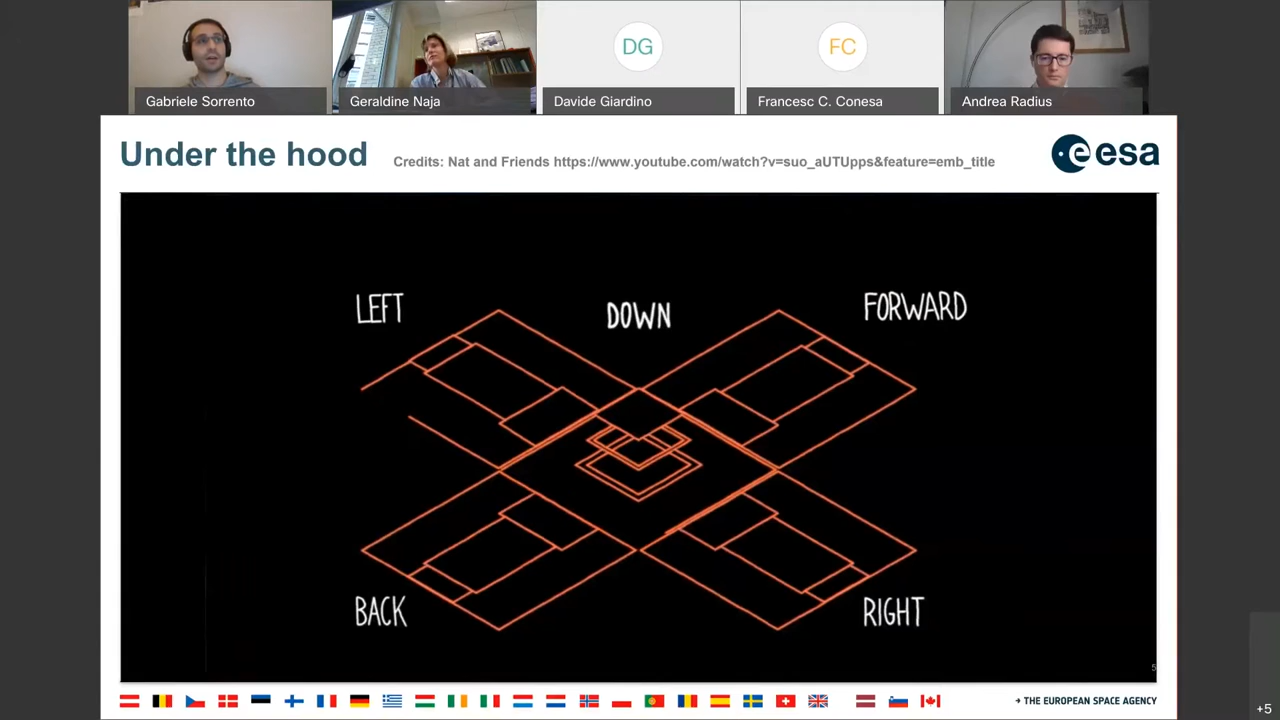 Gabriele Sorrento
Geraldine Naja
DG
Davide Giardino
FC
Francesc C. Conesa
Andrea Radius
Under the hood
Credits: Nat and Friends https://www.youtube.com/watch?v=suo_aUTUpps&feature=emb_title
esa
LEFT
DOWN
FORWARD
BACK
RIGHT
5
→ THE EUROPEAN SPACE AGENCY
+5